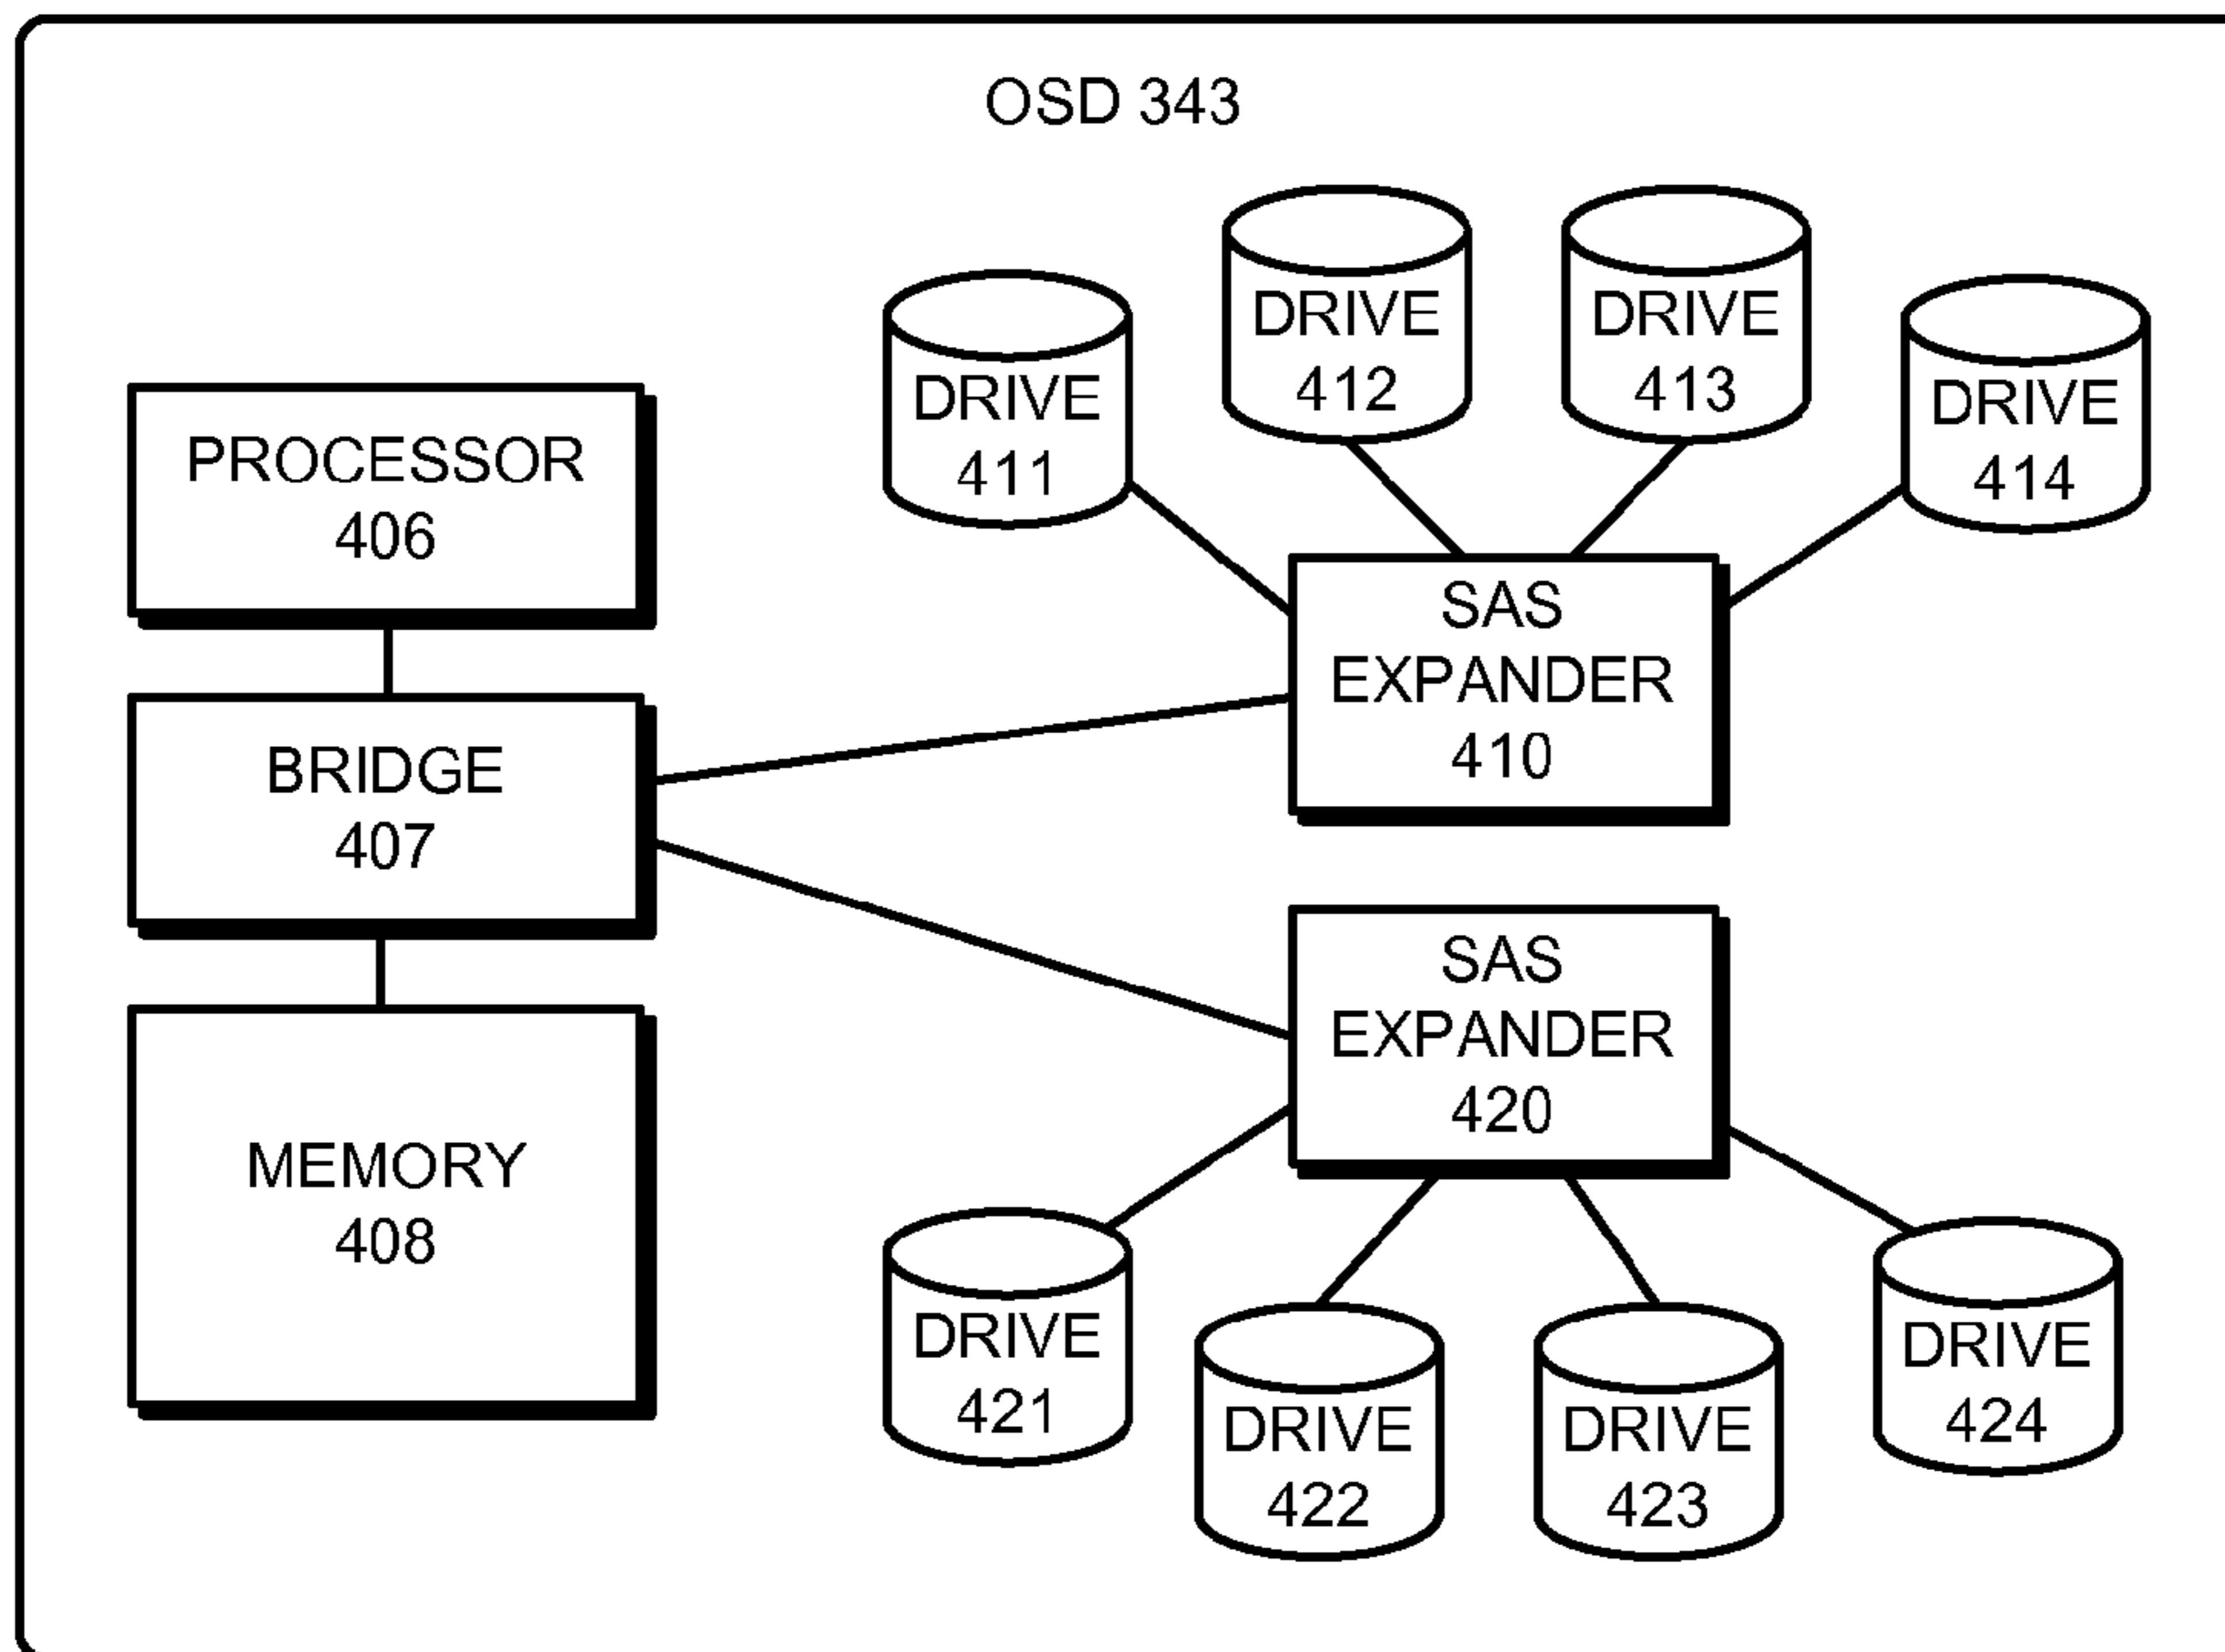 OSD 343
DRIVE
411
DRIVE
412
DRIVE
413
DRIVE
414
PROCESSOR
406
BRIDGE
407
MEMORY
408
SAS
EXPANDER
410
SAS
EXPANDER
420
DRIVE
421
DRIVE
422
DRIVE
423
DRIVE
424